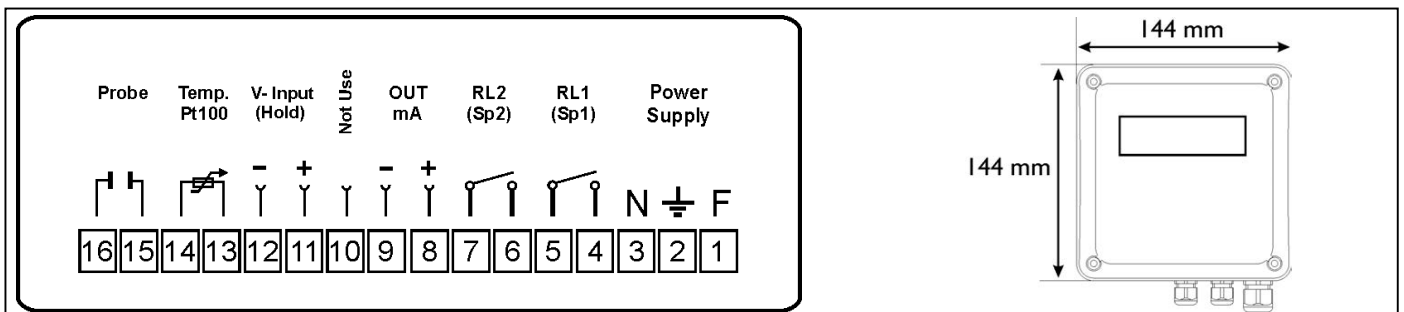 Probe Temp. V- Input Not Use OUT RL2 RL1 Power
Pt100 (Hold) mA (Sp2) (Sp1) Supply
- + - +
N F
16 15 14 13 12 11 10 9 8 7 6 5 4 3 2 1
144 mm
144 mm